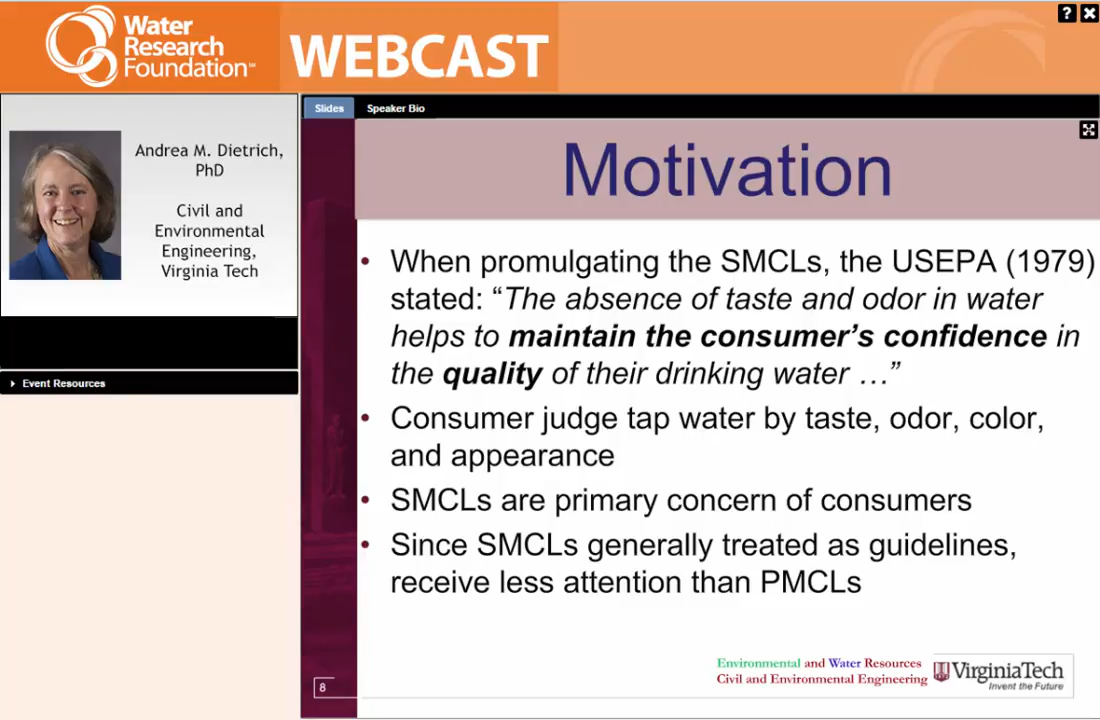 Water
Research
Foundation℠
WEBCAST
? ×
Andrea M. Dietrich,
PhD
Civil and
Environmental
Engineering,
Virginia Tech
Event Resources
Slides Speaker Bio
Motivation
• When promulgating the SMCLs, the USEPA (1979)
stated: “The absence of taste and odor in water
helps to maintain the consumer’s confidence in
the quality of their drinking water …”
• Consumer judge tap water by taste, odor, color,
and appearance
• SMCLs are primary concern of consumers
• Since SMCLs generally treated as guidelines,
receive less attention than PMCLs
8
Environmental and Water Resources
Civil and Environmental Engineering
VirginiaTech
Invent the Future